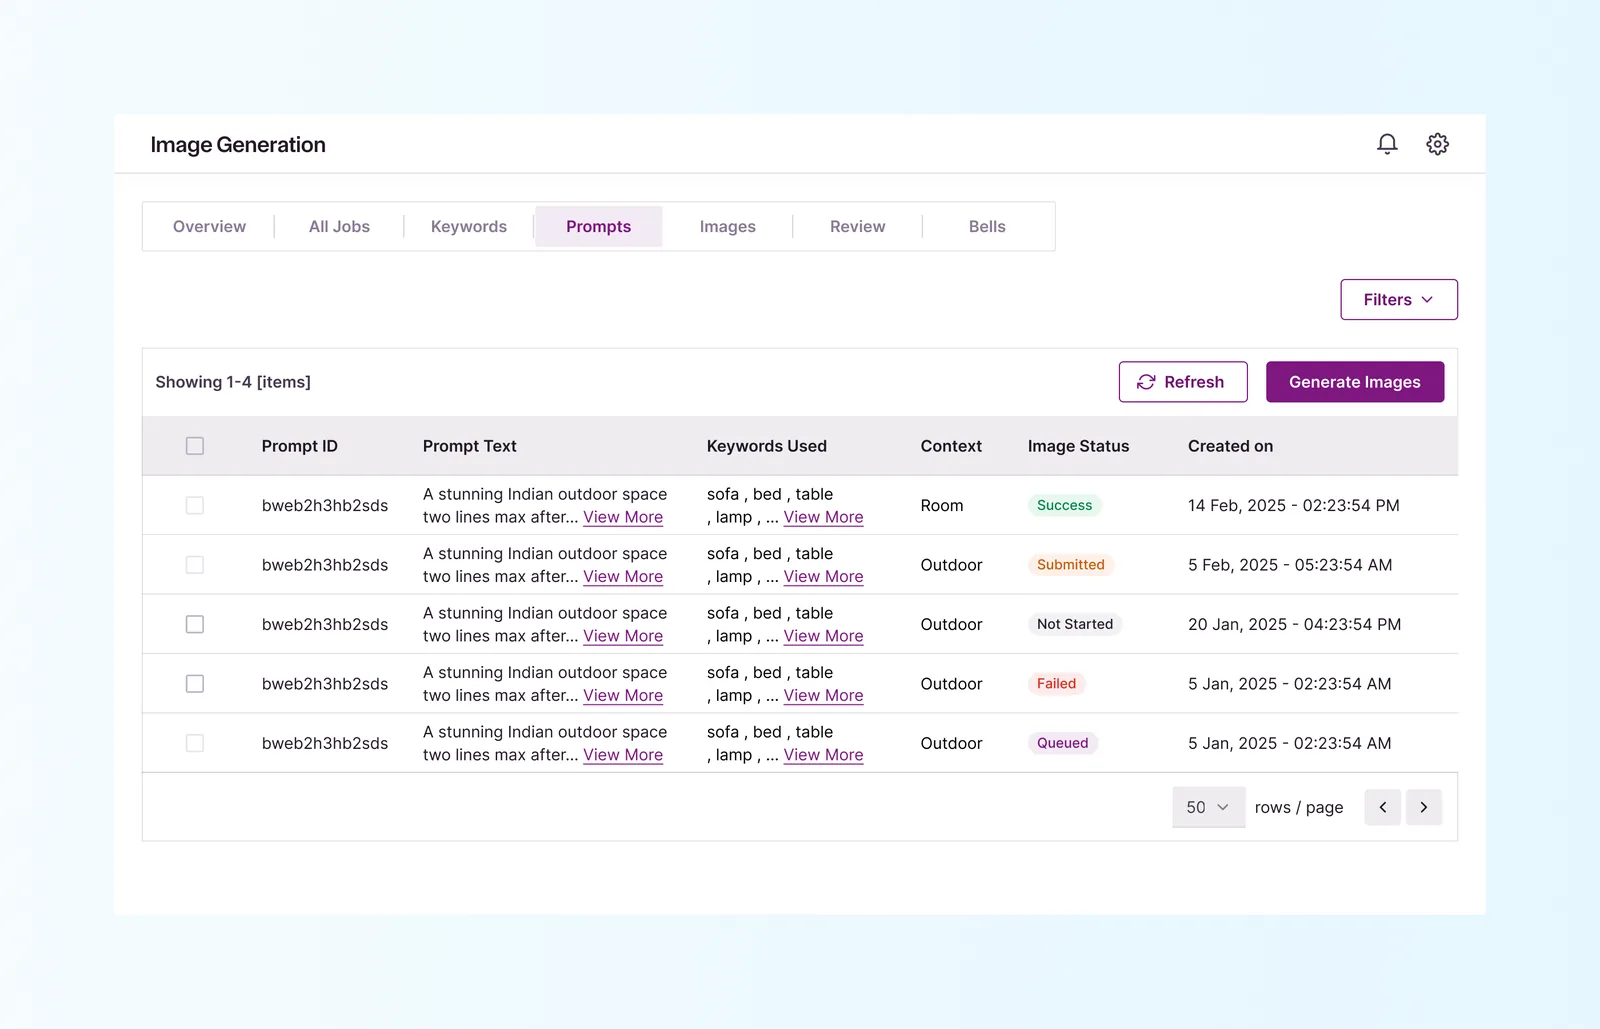 Image Generation
Overview All Jobs Keywords Prompts Images Review Bells
Filters
Showing 1-4 [items] Refresh Generate Images
Prompt ID Prompt Text Keywords Used Context Image Status Created on
bweb2h3hb2sds A stunning Indian outdoor space two lines max after... View More sofa , bed , table , lamp , ... View More Room Success 14 Feb, 2025 - 02:23:54 PM
bweb2h3hb2sds A stunning Indian outdoor space two lines max after... View More sofa , bed , table , lamp , ... View More Outdoor Submitted 5 Feb, 2025 - 05:23:54 AM
bweb2h3hb2sds A stunning Indian outdoor space two lines max after... View More sofa , bed , table , lamp , ... View More Outdoor Not Started 20 Jan, 2025 - 04:23:54 PM
bweb2h3hb2sds A stunning Indian outdoor space two lines max after... View More sofa , bed , table , lamp , ... View More Outdoor Failed 5 Jan, 2025 - 02:23:54 AM
bweb2h3hb2sds A stunning Indian outdoor space two lines max after... View More sofa , bed , table , lamp , ... View More Outdoor Queued 5 Jan, 2025 - 02:23:54 AM
50 rows / page